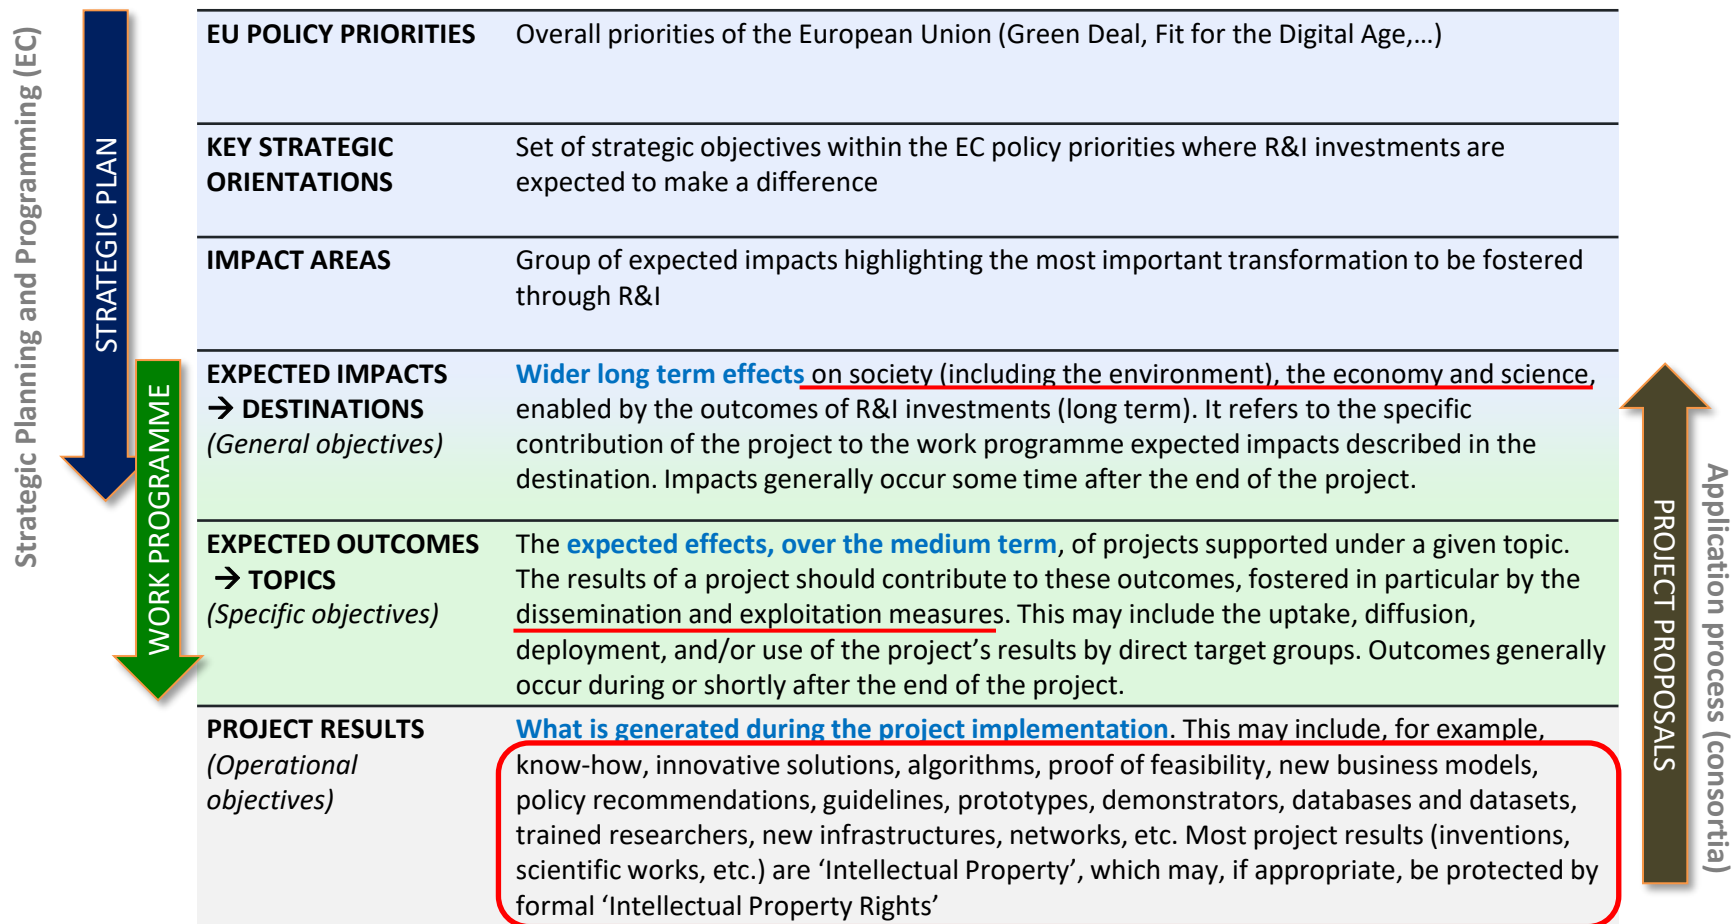 Strategic Planning and Programming (EC)
STRATEGIC PLAN
WORK PROGRAMME
EU POLICY PRIORITIES
Overall priorities of the European Union (Green Deal, Fit for the Digital Age,…)
KEY STRATEGIC
ORIENTATIONS
Set of strategic objectives within the EC policy priorities where R&I investments are
expected to make a difference
IMPACT AREAS
Group of expected impacts highlighting the most important transformation to be fostered
through R&I
EXPECTED IMPACTS
→ DESTINATIONS
(General objectives)
Wider long term effects on society (including the environment), the economy and science,
enabled by the outcomes of R&I investments (long term). It refers to the specific
contribution of the project to the work programme expected impacts described in the
destination. Impacts generally occur some time after the end of the project.
EXPECTED OUTCOMES
→ TOPICS
(Specific objectives)
The expected effects, over the medium term, of projects supported under a given topic.
The results of a project should contribute to these outcomes, fostered in particular by the
dissemination and exploitation measures. This may include the uptake, diffusion,
deployment, and/or use of the project’s results by direct target groups. Outcomes generally
occur during or shortly after the end of the project.
PROJECT RESULTS
(Operational
objectives)
What is generated during the project implementation. This may include, for example,
know-how, innovative solutions, algorithms, proof of feasibility, new business models,
policy recommendations, guidelines, prototypes, demonstrators, databases and datasets,
trained researchers, new infrastructures, networks, etc. Most project results (inventions,
scientific works, etc.) are ‘Intellectual Property’, which may, if appropriate, be protected by
formal ‘Intellectual Property Rights’
PROJECT PROPOSALS
Application process (consortia)